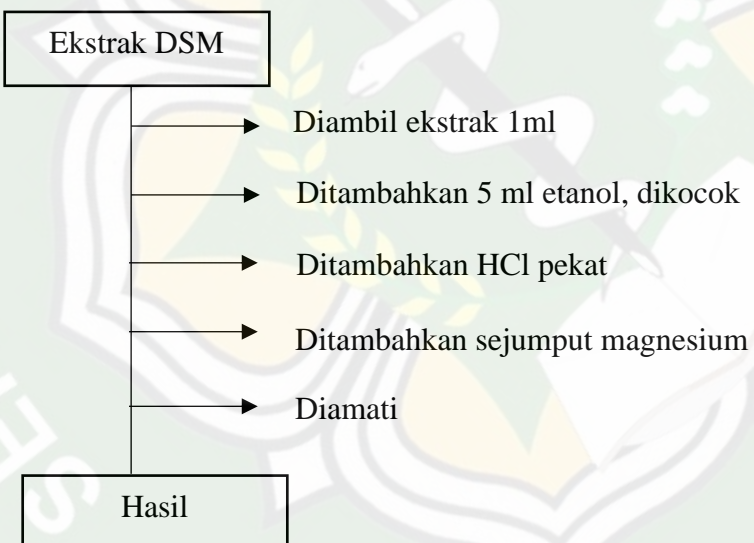 Ekstrak DSM
Diambil ekstrak 1ml
Ditambahkan 5 ml etanol, dikocok
Ditambahkan HCl pekat
Ditambahkan sejumput magnesium
Diamati
Hasil